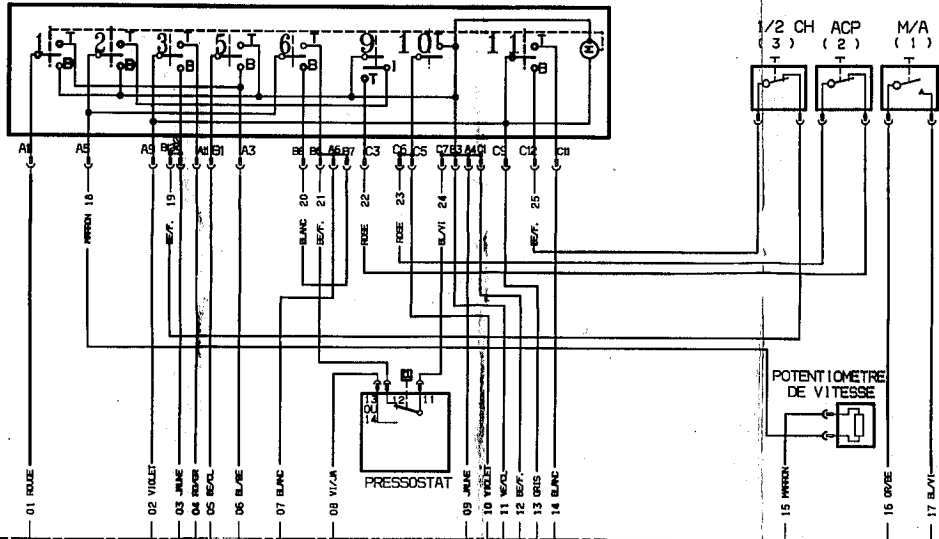 1 T B 2 T B 3 T B 5 T B 6 T B 9 1 T 10 11 T B M
1/2 CH ACP M/A
( 3 ) ( 2 ) ( 1 )
A1 A5 A9 A11 B1 A3 B8 B6 A6 B7 C3 C6 C5 C7 B3 A4 C1 C9 C12 C11
MARRON 18
BE/F. 19
BLANC 20
BE/F. 21
ROSE 22
ROSE 23
BL/VI 24
BE/F. 25
13 12 11
OU
14
PRESSOSTAT
POTENTIOMETRE
DE VITESSE
01 ROUGE
02 VIOLET
03 JAUNE
05 BE/CL
06 BL/BE
07 BLANC
08 VI/JA
09 JAUNE
10 VIOLET
11 VE/CL
12 BE/F.
13 GRIS
14 BLANC
15 MARRON
16 OR/BE
17 BL/VI